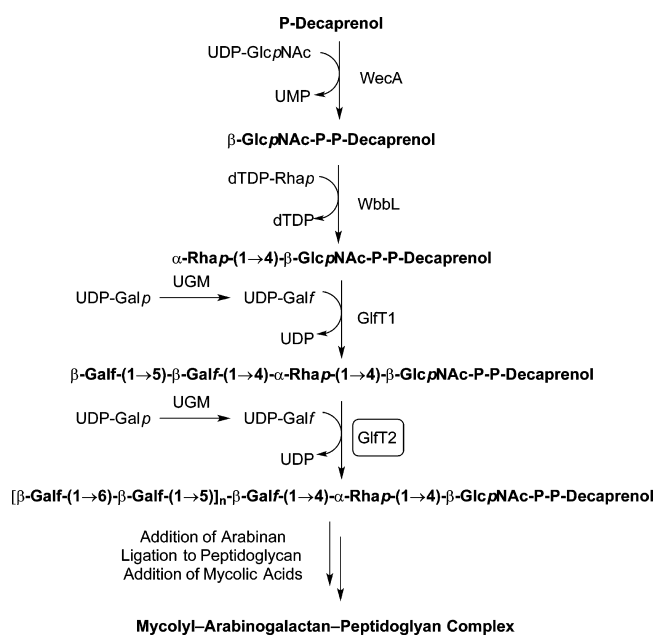 P-Decaprenol
UDP-GlcpNAc
WecA
UMP
β-GlcpNAc-P-P-Decaprenol
dTDP-Rhap
WbbL
dTDP
α-Rhap-(1→4)-β-GlcpNAc-P-P-Decaprenol
UDP-Galp
UGM
UDP-Galf
GlfT1
UDP
β-Galf-(1→5)-β-Galf-(1→4)-α-Rhap-(1→4)-β-GlcpNAc-P-P-Decaprenol
UDP-Galp
UGM
UDP-Galf
GlfT2
UDP
[β-Galf-(1→6)-β-Galf-(1→5)]n-β-Galf-(1→4)-α-Rhap-(1→4)-β-GlcpNAc-P-P-Decaprenol
Addition of Arabinan
Ligation to Peptidoglycan
Addition of Mycolic Acids
Mycolyl–Arabinogalactan–Peptidoglyan Complex